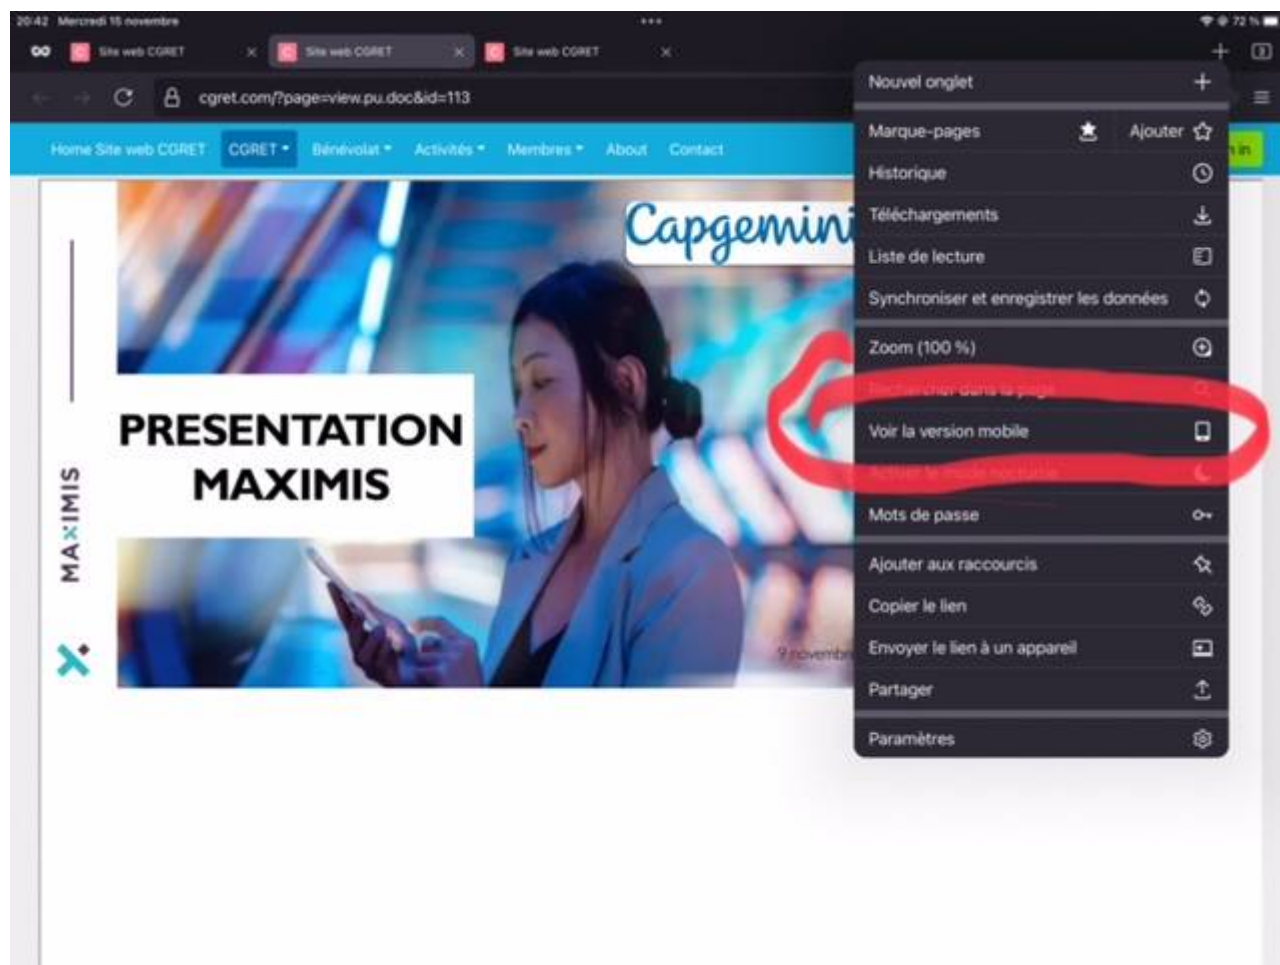 20:42 Mercredi 15 novembre
72 %
Site web CGRET
Site web CGRET
Site web CGRET
cgret.com/?page=view.pu.doc&id=113
Home Site web CGRET CGRET Bénévolat Activités Membres About Contact
in
Capgemini
PRESENTATION
MAXIMIS
MAXIMIS
9 novembre
Nouvel onglet
Marque-pages Ajouter
Historique
Téléchargements
Liste de lecture
Synchroniser et enregistrer les données
Zoom (100 %)
Rechercher dans la page
Voir la version mobile
Activer le mode nocturne
Mots de passe
Ajouter aux raccourcis
Copier le lien
Envoyer le lien à un appareil
Partager
Paramètres